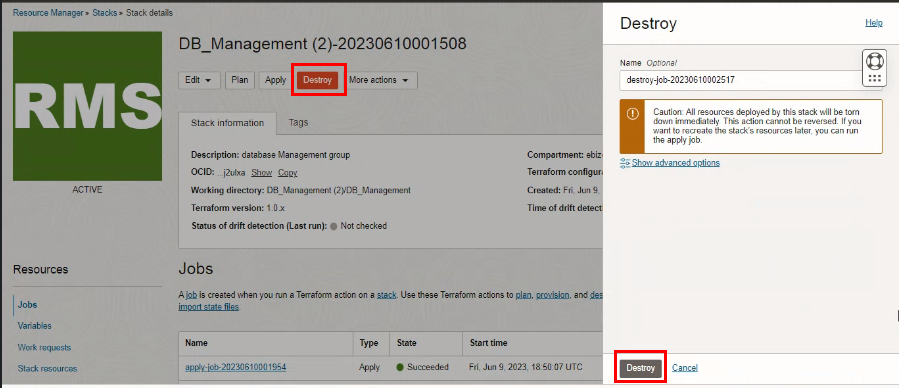 Resource Manager » Stacks » Stack details
RMS
ACTIVE
DB_Management (2)-20230610001508
Edit
Plan
Apply
Destroy
More actions
Stack information
Tags
Description: database Management group
OCID: ...j2ulxa Show Copy
Working directory: DB_Management (2)/DB_Management
Terraform version: 1.0.x
Status of drift detection (Last run): Not checked
Compartment: ebiz
Terraform configura
Created: Fri, Jun 9,
Time of drift detecti
Resources
Jobs
Variables
Work requests
Stack resources
Jobs
A job is created when you run a Terraform action on a stack. Use these Terraform actions to plan, provision, and des
import state files.
Name Type State Start time
apply-job-20230610001954 Apply Succeeded Fri, Jun 9, 2023, 18:50:07 UTC
Destroy
Help
Name Optional
destroy-job-20230610002517
Caution: All resources deployed by this stack will be torn
down immediately. This action cannot be reversed. If you
want to recreate the stack's resources later, you can run
the apply job.
Show advanced options
Destroy
Cancel